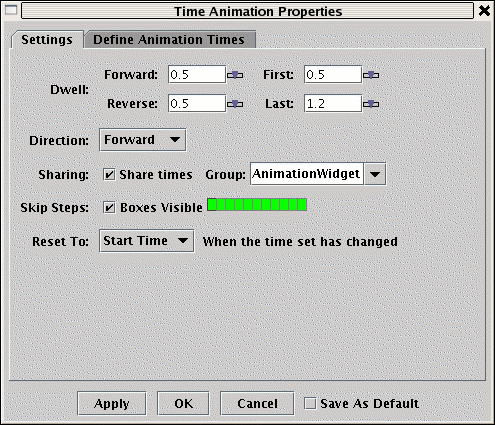 Time Animation Properties
Settings Define Animation Times
Dwell: Forward: 0.5 First: 0.5
Reverse: 0.5 Last: 1.2
Direction: Forward
Sharing: Share times Group: AnimationWidget
Skip Steps: Boxes Visible
Reset To: Start Time When the time set has changed
Apply OK Cancel Save As Default